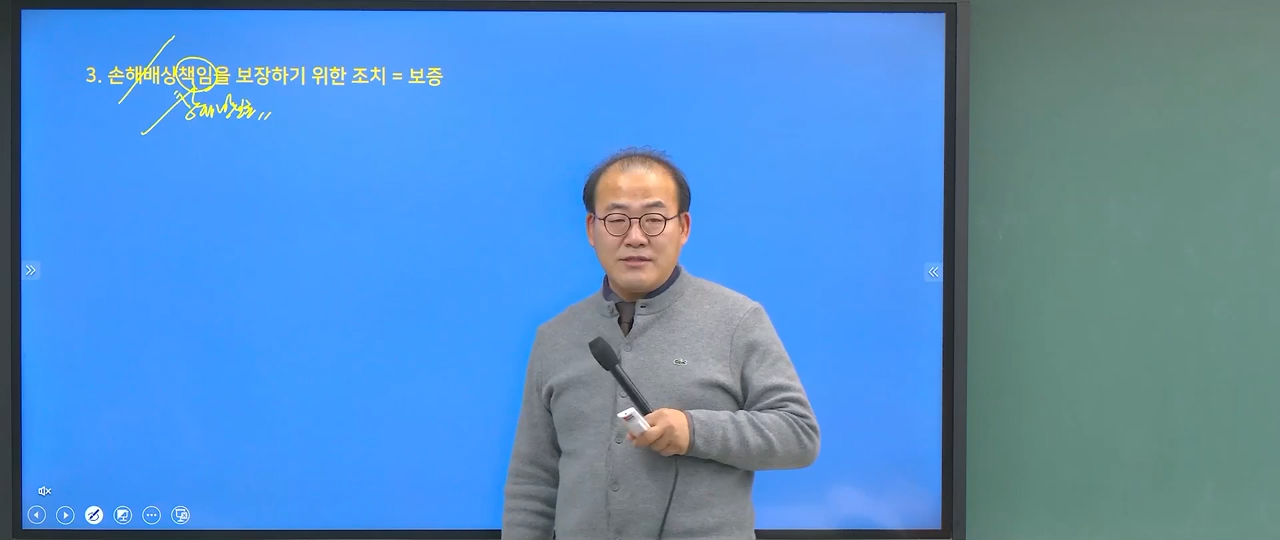 3. 손해배상책임을 보장하기 위한 조치 = 보증